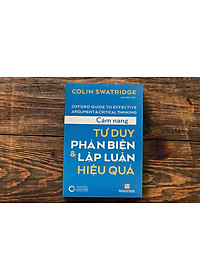 COLIN SWATRIDGE
OXFORD GUIDE TO EFFECTIVE
ARGUMENT & CRITICAL THINKING
Cẩm nang
TƯ DUY
PHẢN BIỆN
& LẬP LUẬN
HIỆU QUẢ